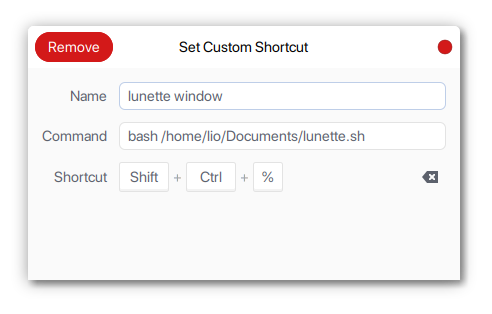 Remove Set Custom Shortcut
Name lunette window
Command bash /home/lio/Documents/lunette.sh
Shortcut Shift + Ctrl + %